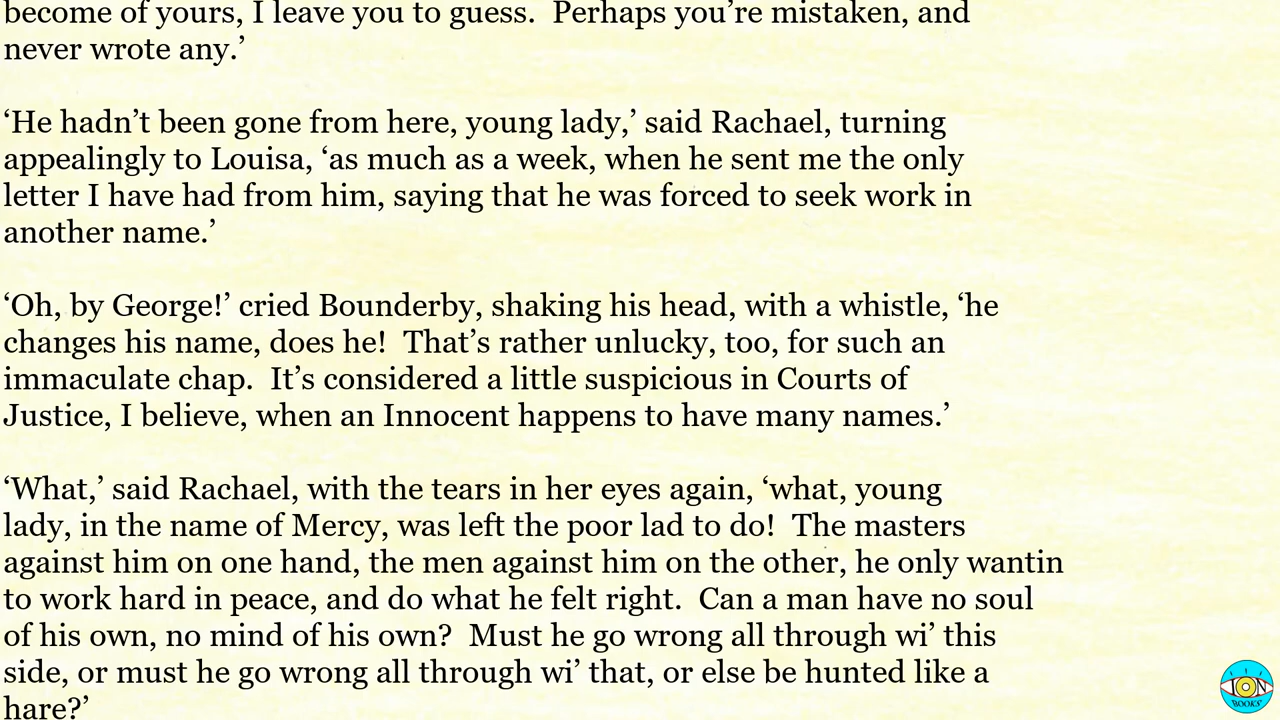 become of yours, I leave you to guess.  Perhaps you’re mistaken, and
never wrote any.’
‘He hadn’t been gone from here, young lady,’ said Rachael, turning
appealingly to Louisa, ‘as much as a week, when he sent me the only
letter I have had from him, saying that he was forced to seek work in
another name.’
‘Oh, by George!’ cried Bounderby, shaking his head, with a whistle, ‘he
changes his name, does he!  That’s rather unlucky, too, for such an
immaculate chap.  It’s considered a little suspicious in Courts of
Justice, I believe, when an Innocent happens to have many names.’
‘What,’ said Rachael, with the tears in her eyes again, ‘what, young
lady, in the name of Mercy, was left the poor lad to do!  The masters
against him on one hand, the men against him on the other, he only wantin
to work hard in peace, and do what he felt right.  Can a man have no soul
of his own, no mind of his own?  Must he go wrong all through wi’ this
side, or must he go wrong all through wi’ that, or else be hunted like a
hare?’
ION
BOOKS